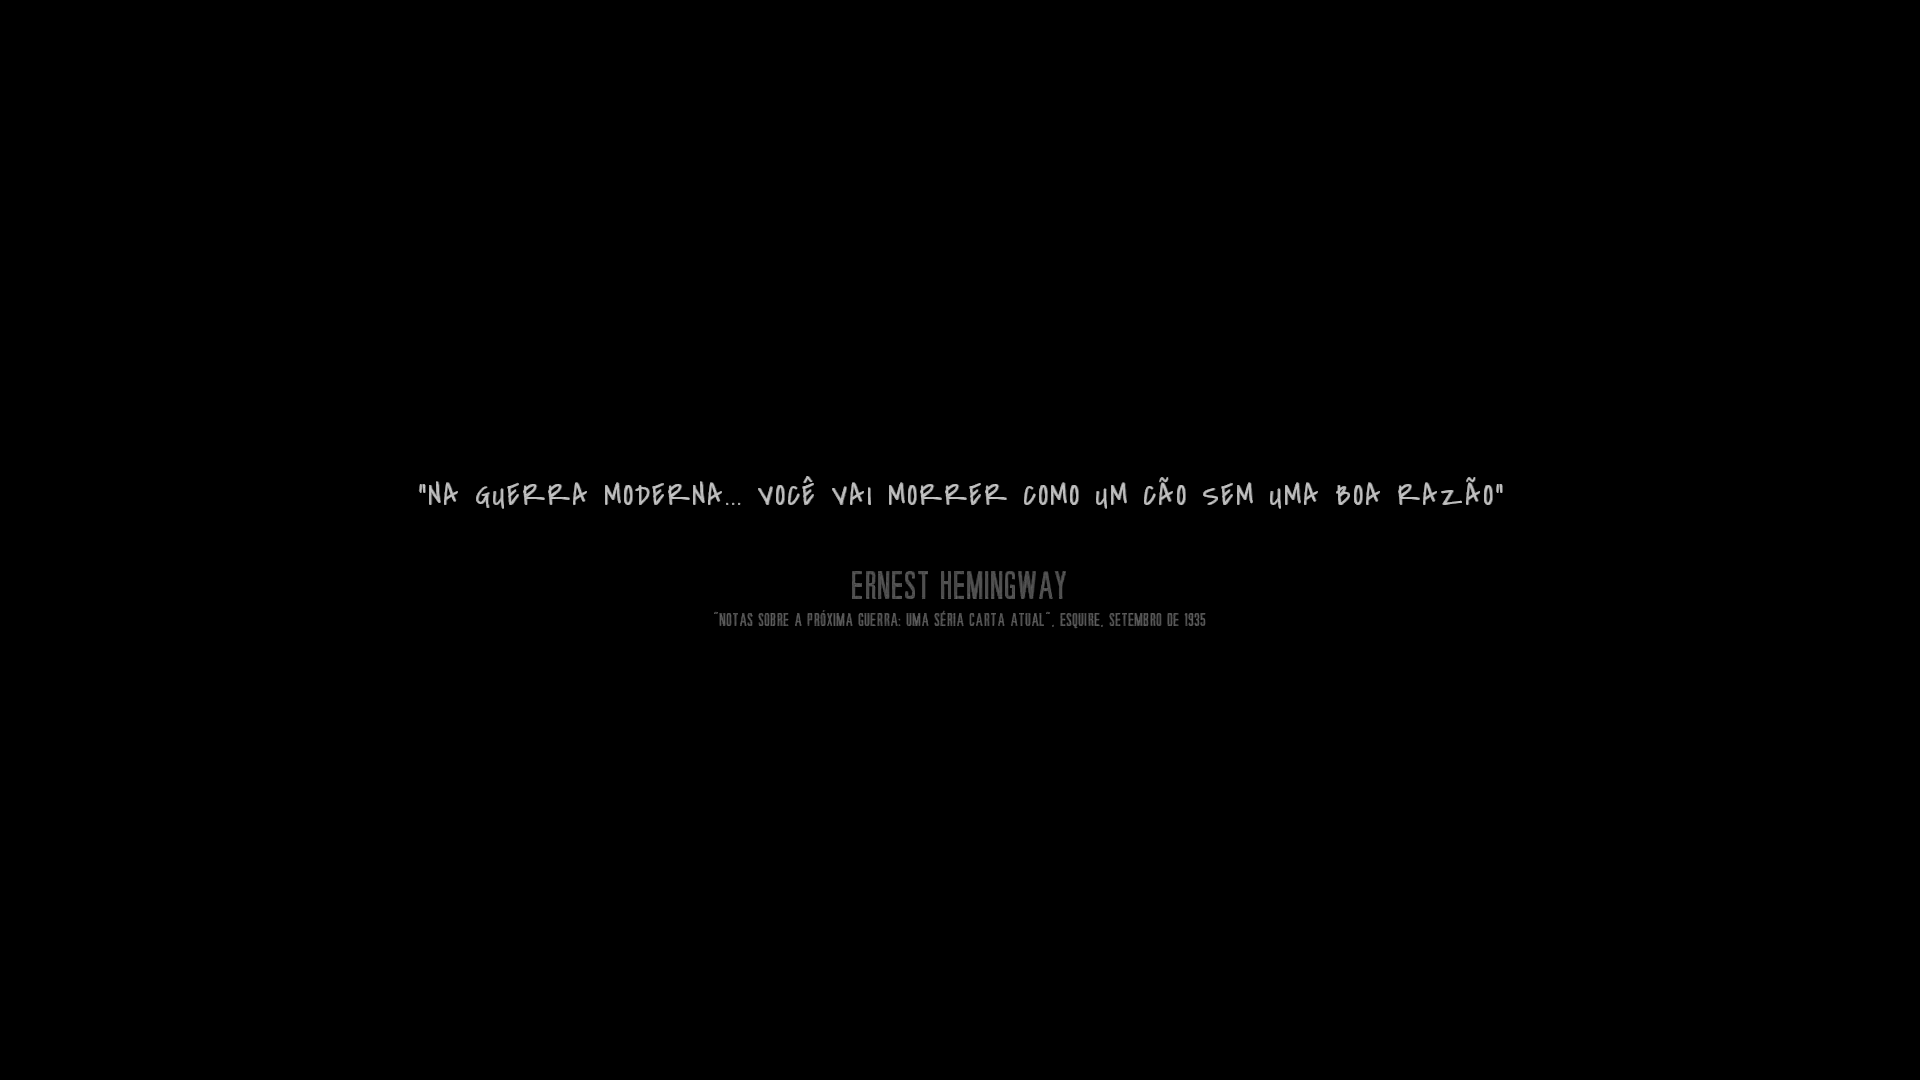 "NA GUERRA MODERNA... VOCÊ VAI MORRER COMO UM CÃO SEM UMA BOA RAZÃO"
ERNEST HEMINGWAY
"NOTAS SOBRE A PRÓXIMA GUERRA: UMA SÉRIA CARTA ATUAL", ESQUIRE, SETEMBRO DE 1935